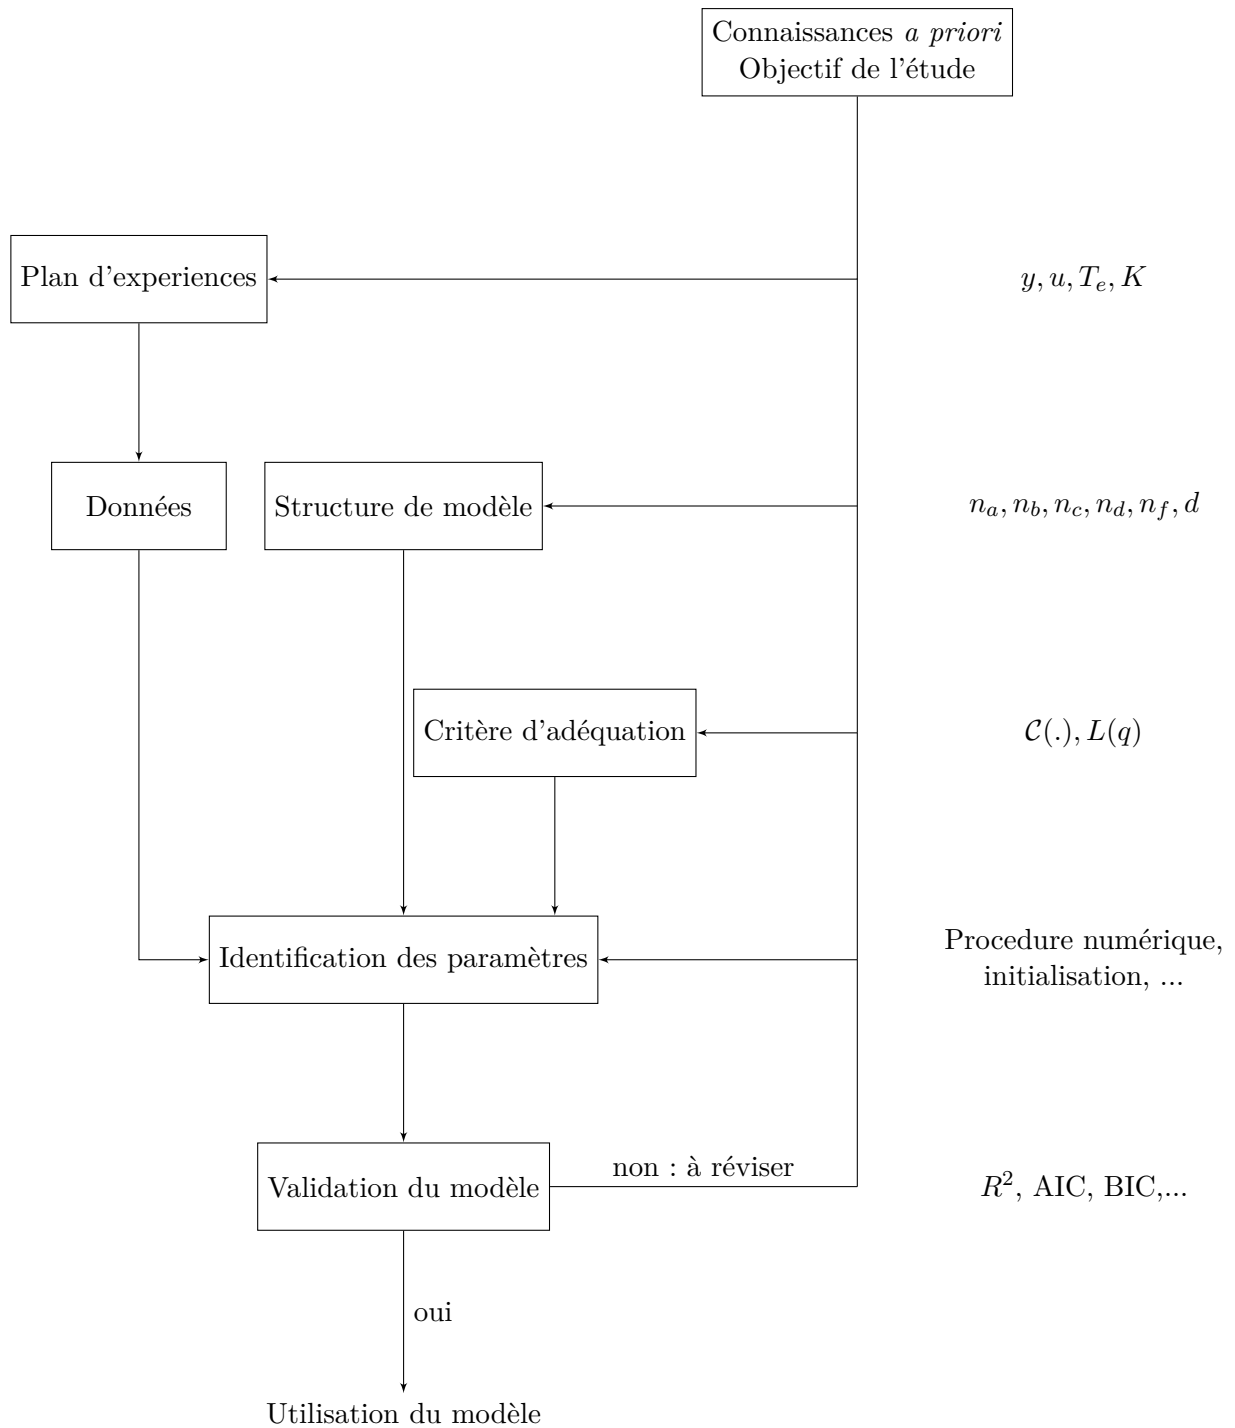 Connaissances a priori
Objectif de l'étude
Plan d'experiences
y, u, T_e, K
Données
Structure de modèle
n_a, n_b, n_c, n_d, n_f, d
Critère d'adéquation
𝒞(.), L(q)
Identification des paramètres
Procedure numérique,
initialisation, ...
Validation du modèle
non : à réviser
R², AIC, BIC,...
oui
Utilisation du modèle